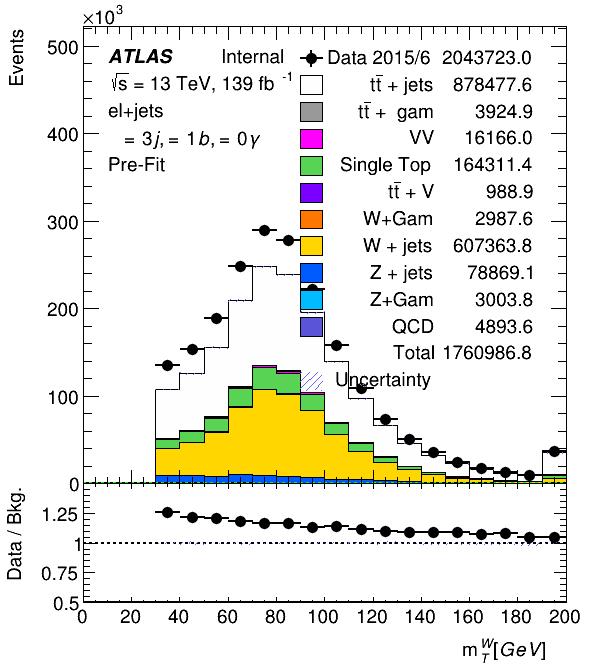 ×10³
Events
500
400
300
200
100
0
ATLAS Internal
√s = 13 TeV, 139 fb⁻¹
el+jets
= 3j, = 1b, = 0γ
Pre-Fit
Data 2015/6 2043723.0
tt̄ + jets 878477.6
tt̄ + gam 3924.9
VV 16166.0
Single Top 164311.4
tt̄ + V 988.9
W+Gam 2987.6
W + jets 607363.8
Z + jets 78869.1
Z+Gam 3003.8
QCD 4893.6
Total 1760986.8
Uncertainty
Data / Bkg.
1.25
1
0.75
0.5
0 20 40 60 80 100 120 140 160 180 200
m_T^W [GeV]